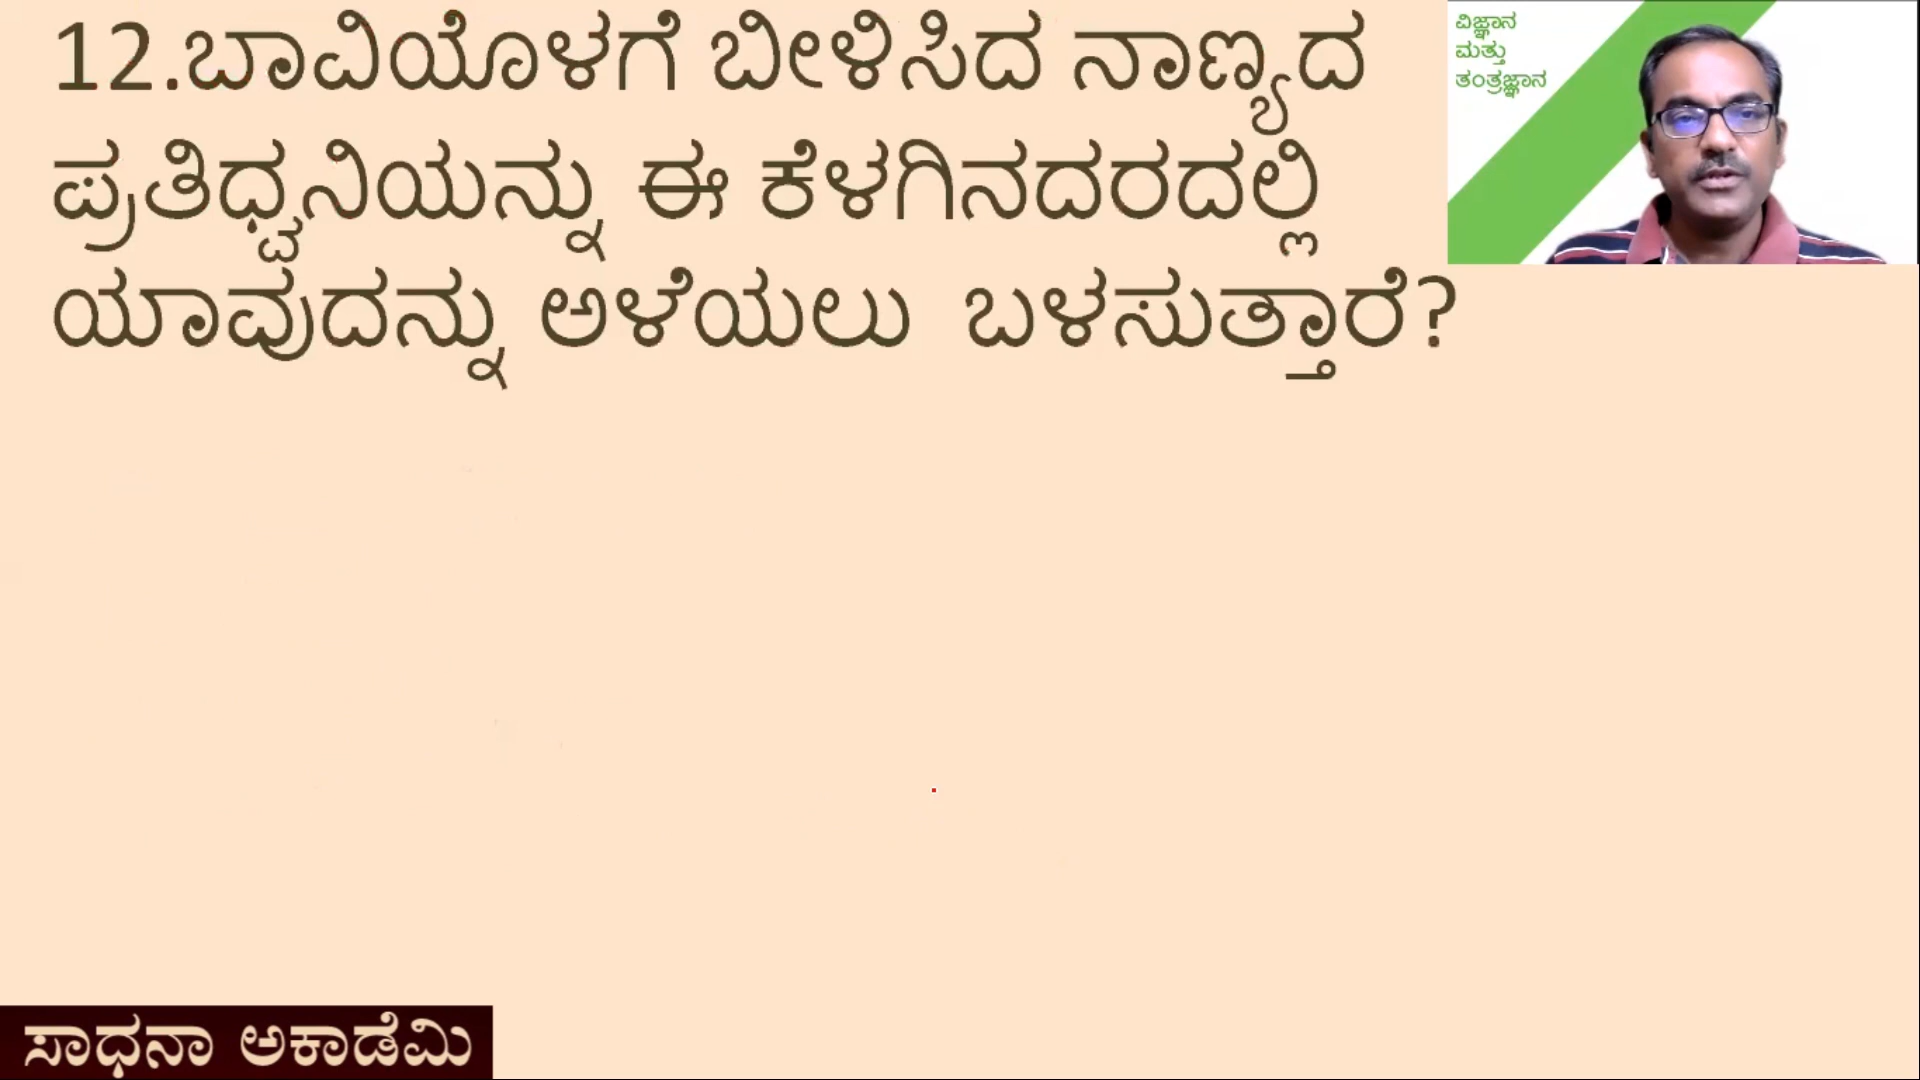 12.ಬಾವಿಯೊಳಗೆ ಬೀಳಿಸಿದ ನಾಣ್ಯದ
ಪ್ರತಿಧ್ವನಿಯನ್ನು ಈ ಕೆಳಗಿನದರದಲ್ಲಿ
ಯಾವುದನ್ನು ಅಳೆಯಲು ಬಳಸುತ್ತಾರೆ?
ವಿಜ್ಞಾನ
ಮತ್ತು
ತಂತ್ರಜ್ಞಾನ
ಸಾಧನಾ ಅಕಾಡೆಮಿ